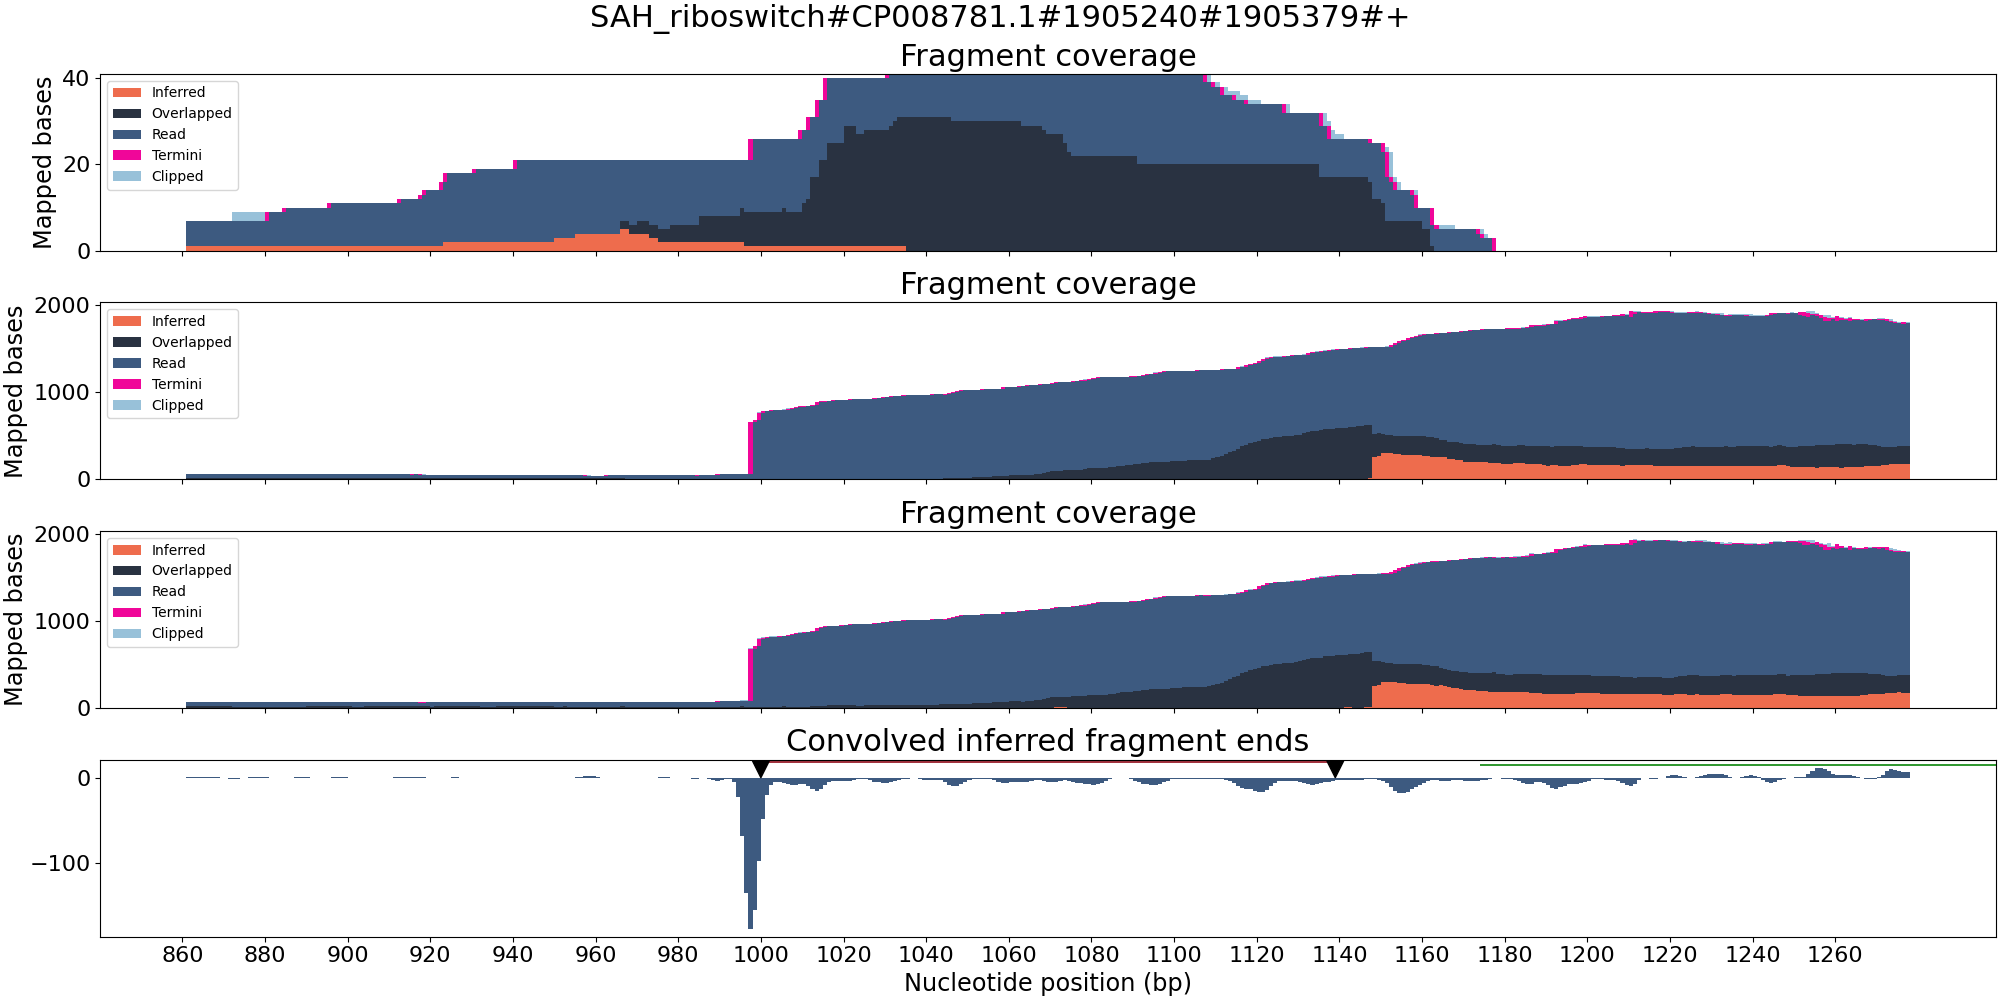 SAH_riboswitch#CP008781.1#1905240#1905379#+
Fragment coverage
Mapped bases
40
20
0
Inferred
Overlapped
Read
Termini
Clipped
Fragment coverage
Mapped bases
2000
1000
0
Inferred
Overlapped
Read
Termini
Clipped
Fragment coverage
Mapped bases
2000
1000
0
Inferred
Overlapped
Read
Termini
Clipped
Convolved inferred fragment ends
0
−100
860 880 900 920 940 960 980 1000 1020 1040 1060 1080 1100 1120 1140 1160 1180 1200 1220 1240 1260
Nucleotide position (bp)